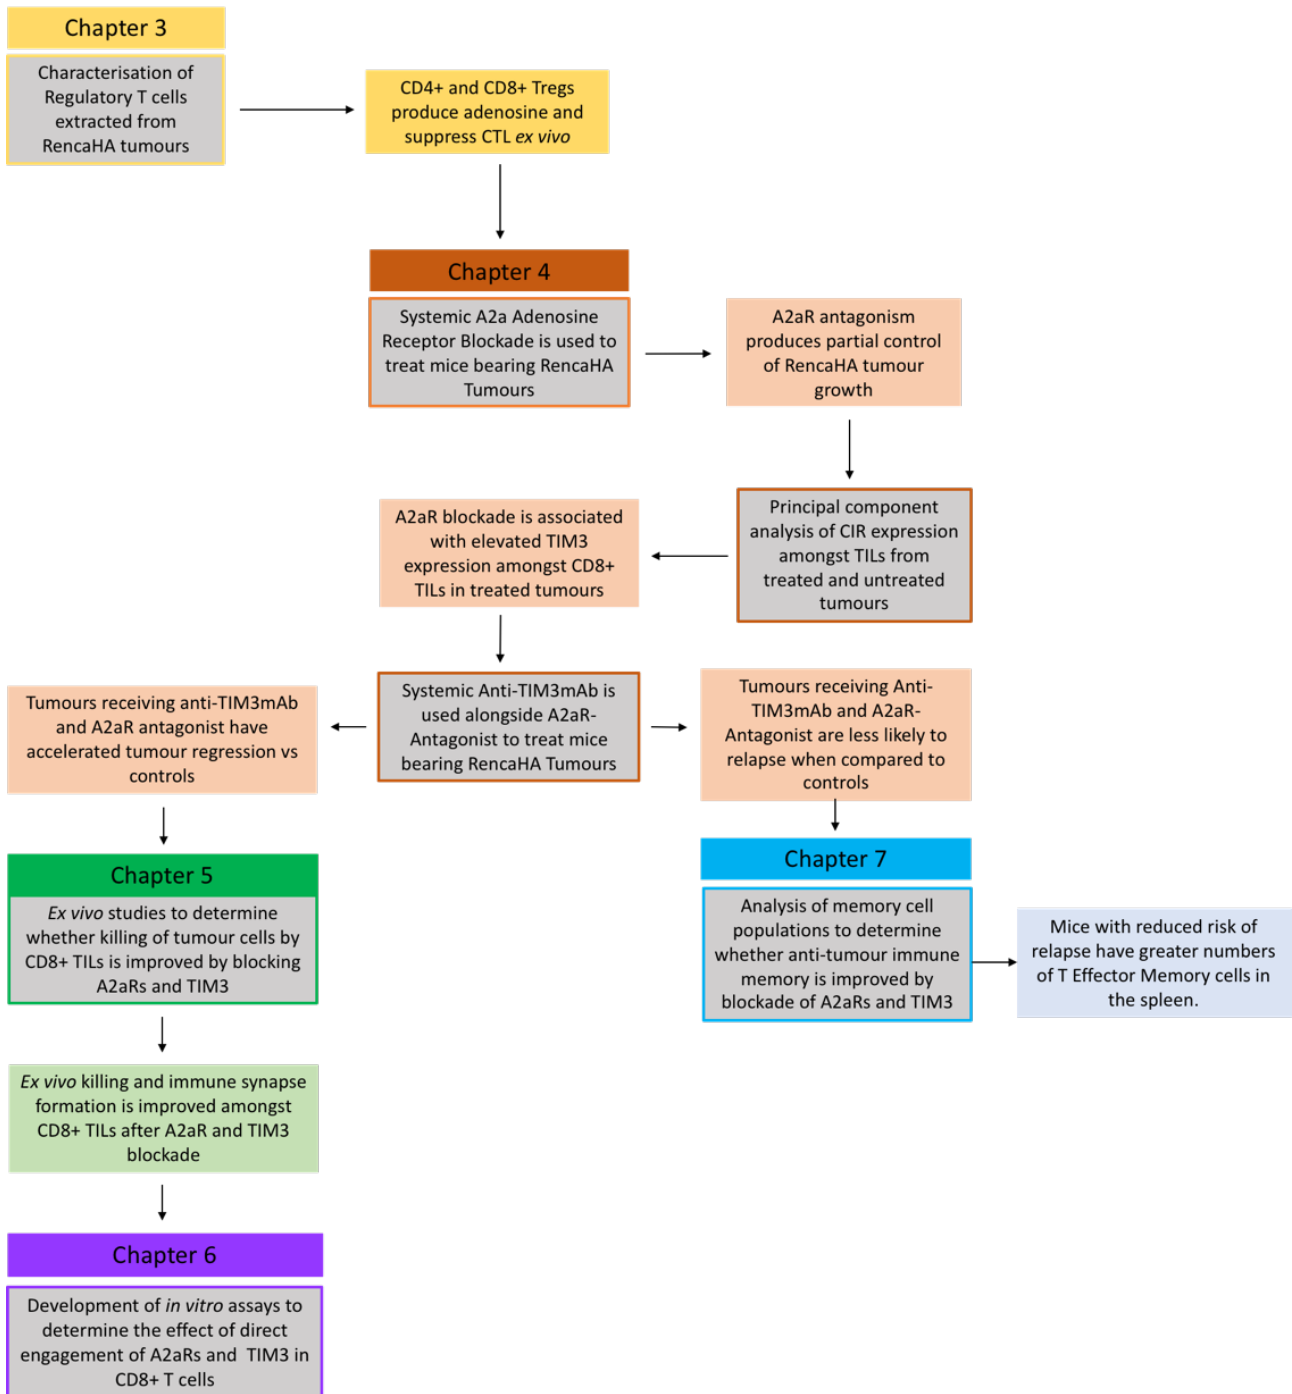 Chapter 3
Characterisation of
Regulatory T cells
extracted from
RencaHA tumours
CD4+ and CD8+ Tregs
produce adenosine and
suppress CTL ex vivo
Chapter 4
Systemic A2a Adenosine
Receptor Blockade is used to
treat mice bearing RencaHA
Tumours
A2aR antagonism
produces partial control
of RencaHA tumour
growth
Principal component
analysis of CIR expression
amongst TILs from
treated and untreated
tumours
A2aR blockade is associated
with elevated TIM3
expression amongst CD8+
TILs in treated tumours
Systemic Anti-TIM3mAb is
used alongside A2aR-
Antagonist to treat mice
bearing RencaHA Tumours
Tumours receiving anti-TIM3mAb
and A2aR antagonist have
accelerated tumour regression vs
controls
Tumours receiving Anti-
TIM3mAb and A2aR-
Antagonist are less likely to
relapse when compared to
controls
Chapter 5
Ex vivo studies to determine
whether killing of tumour cells by
CD8+ TILs is improved by blocking
A2aRs and TIM3
Chapter 7
Analysis of memory cell
populations to determine
whether anti-tumour immune
memory is improved by
blockade of A2aRs and TIM3
Mice with reduced risk of
relapse have greater numbers
of T Effector Memory cells in
the spleen.
Ex vivo killing and immune synapse
formation is improved amongst
CD8+ TILs after A2aR and TIM3
blockade
Chapter 6
Development of in vitro assays to
determine the effect of direct
engagement of A2aRs and TIM3 in
CD8+ T cells